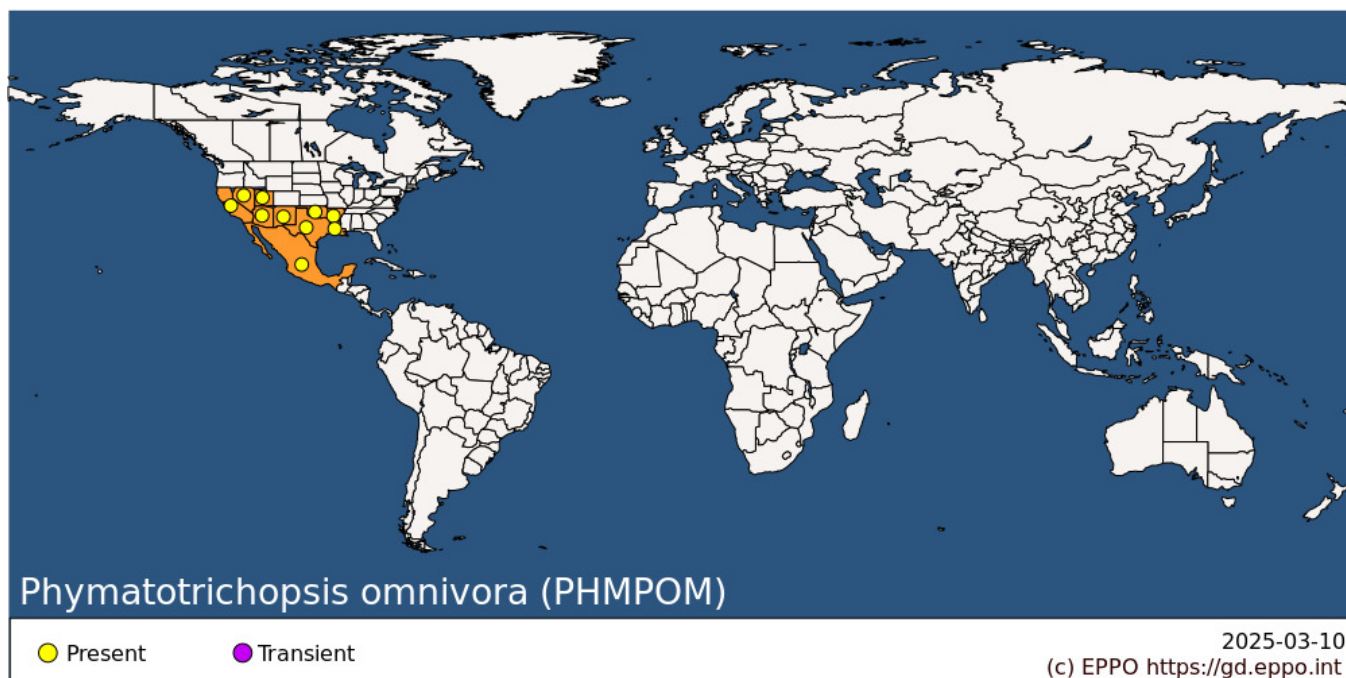 Phymatotrichopsis omnivora (PHMPOM)
Present
Transient
2025-03-10
(c) EPPO https://gd.eppo.int